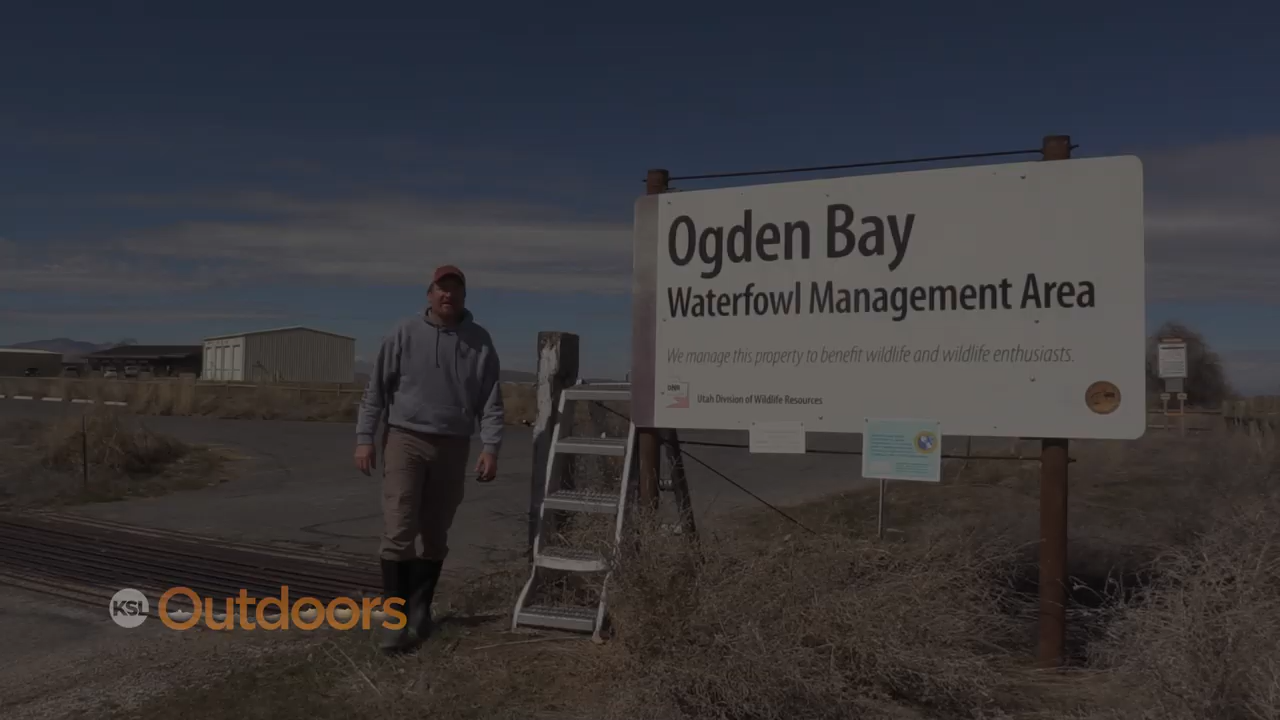 Ogden Bay
Waterfowl Management Area
We manage this property to benefit wildlife and wildlife enthusiasts.
DNR
Utah Division of Wildlife Resources
KSL Outdoors